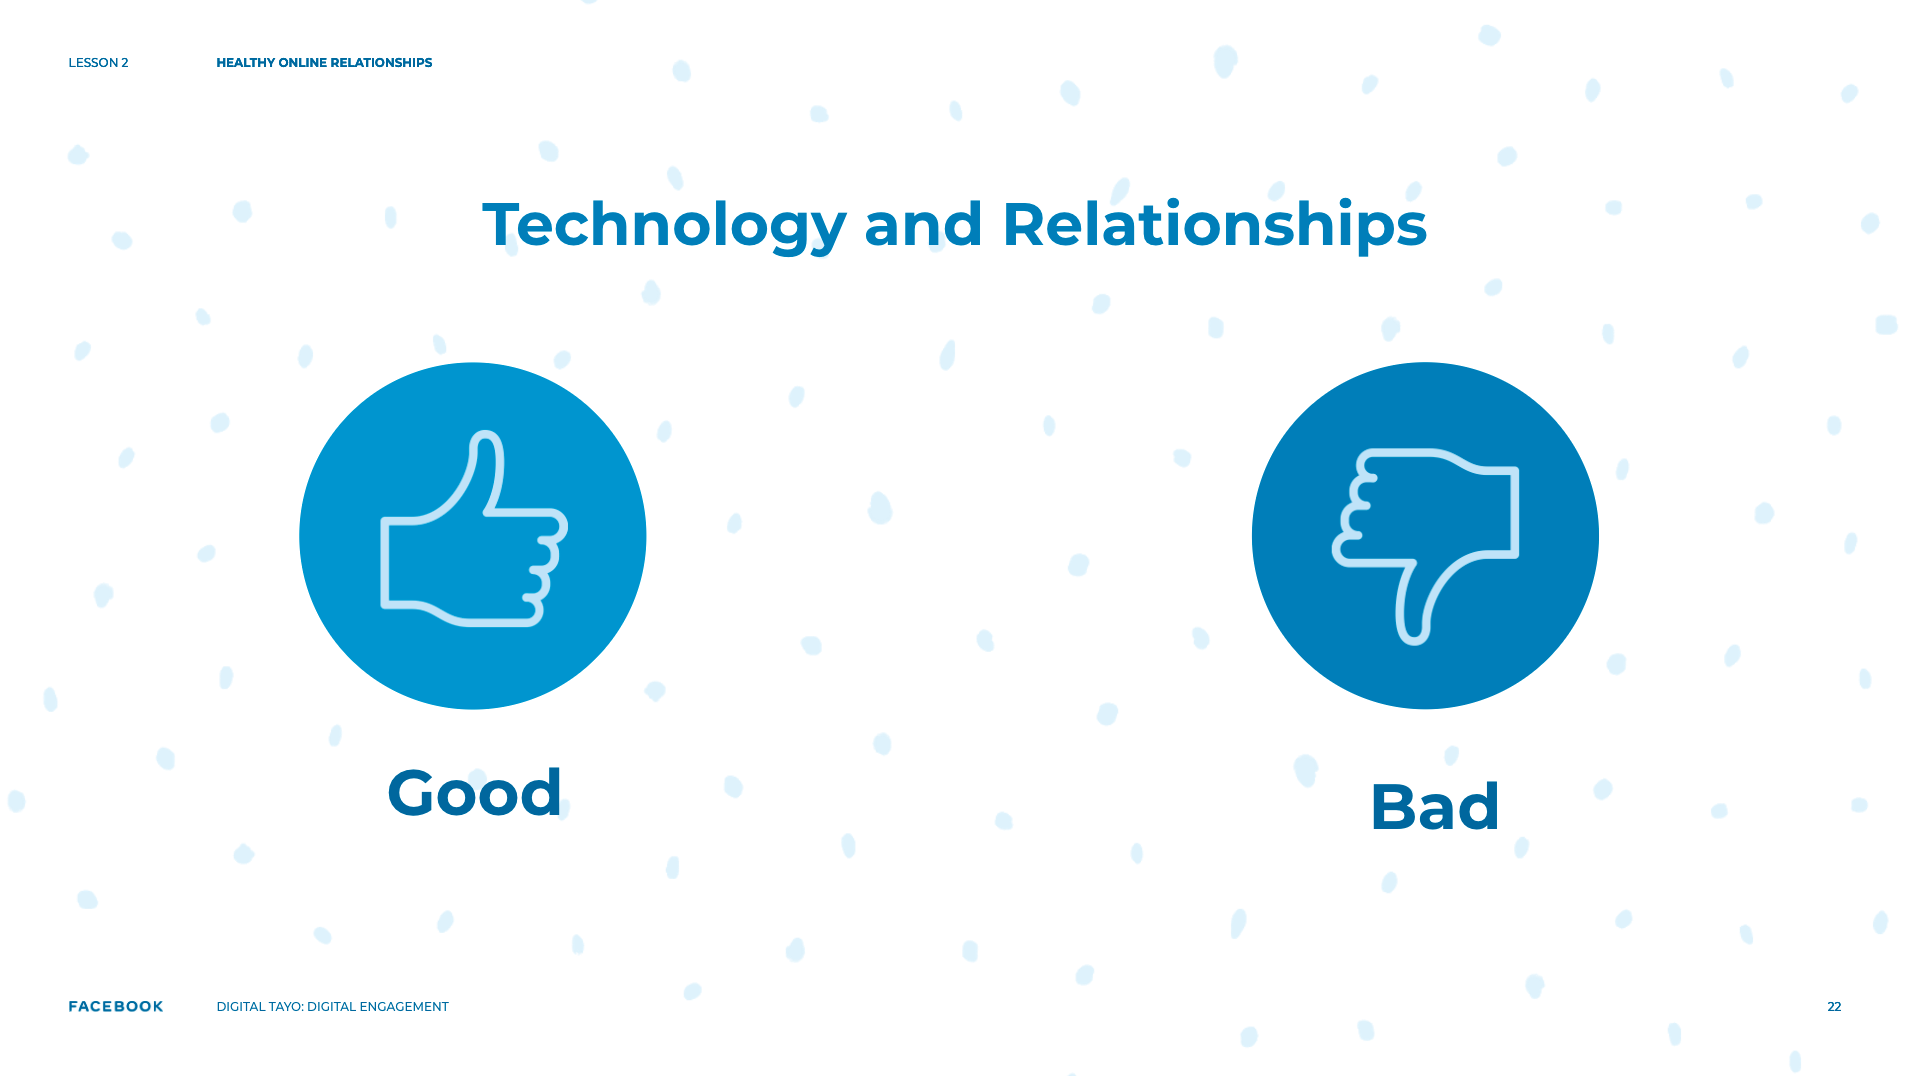 LESSON 2
HEALTHY ONLINE RELATIONSHIPS
Technology and Relationships
Good
Bad
FACEBOOK
DIGITAL TAYO: DIGITAL ENGAGEMENT
22